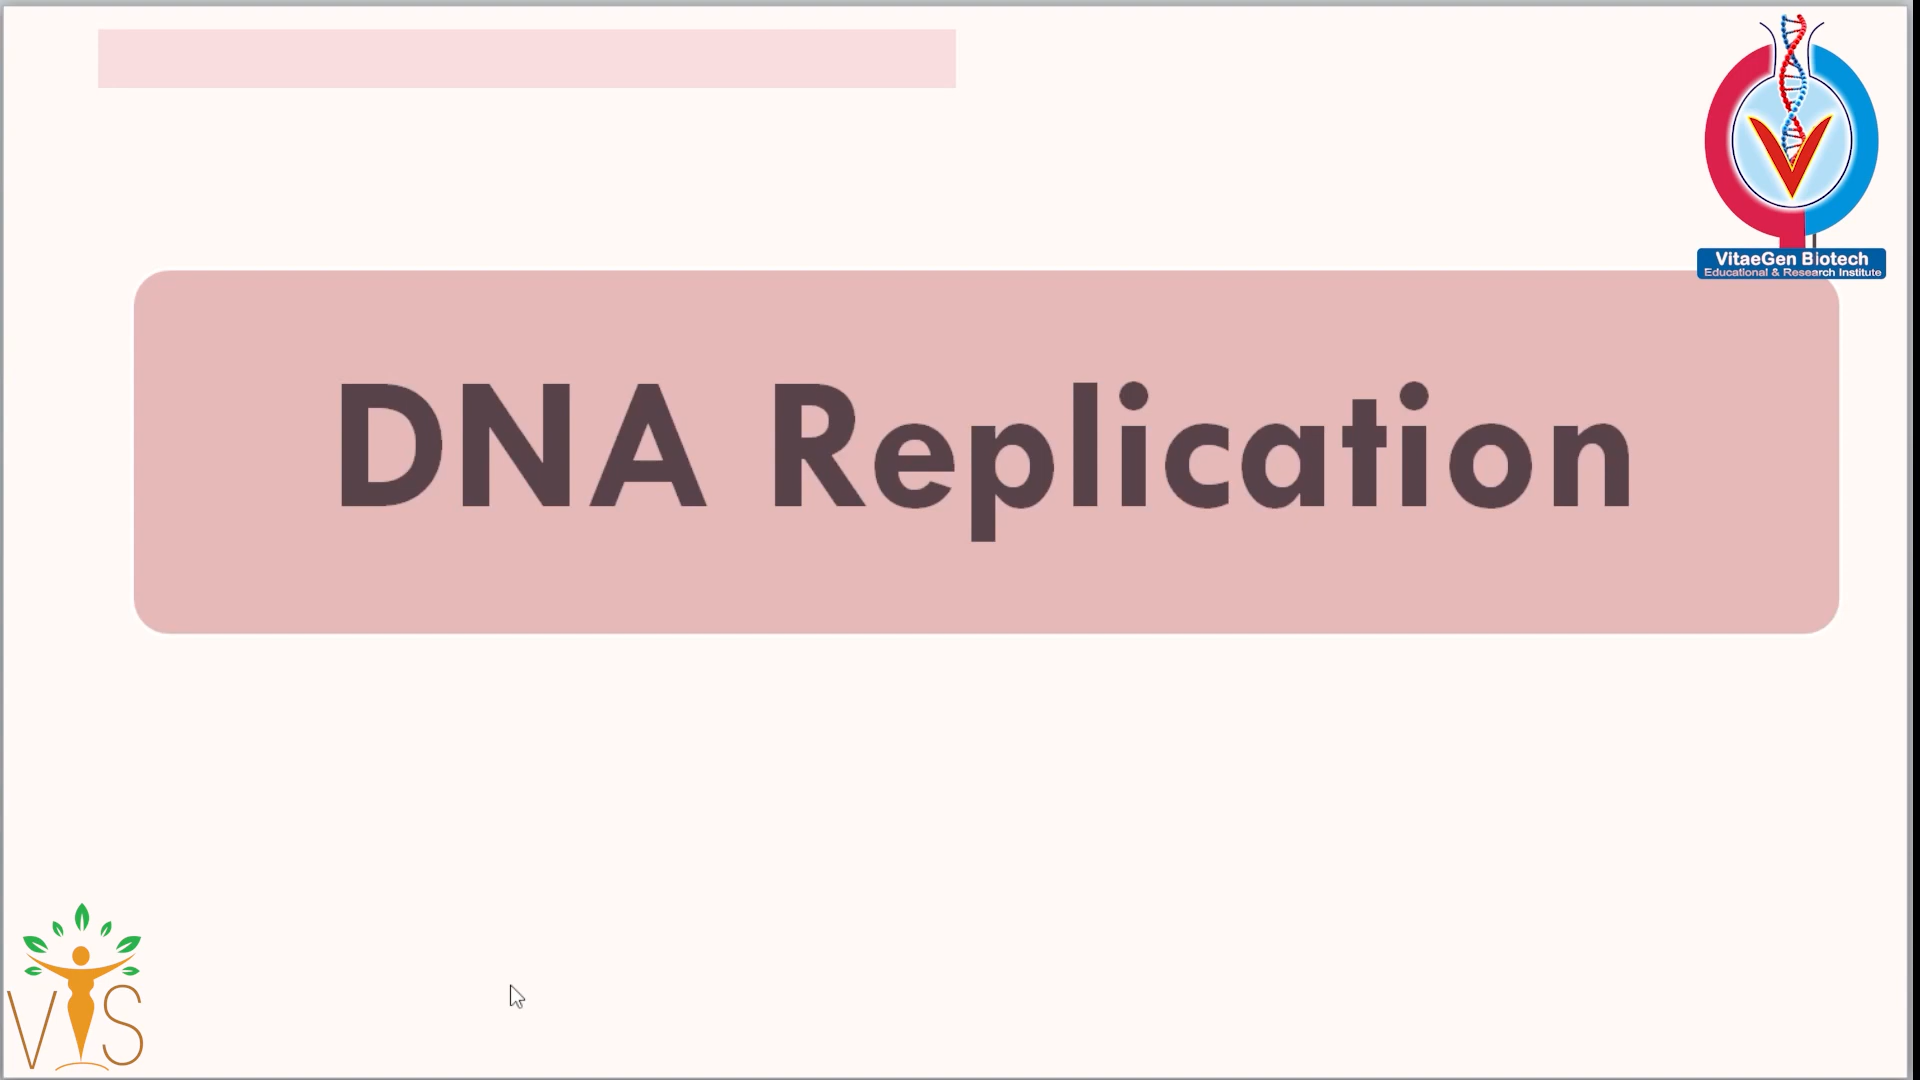 VitaeGen Biotech
Educational & Research Institute
DNA Replication
VIS